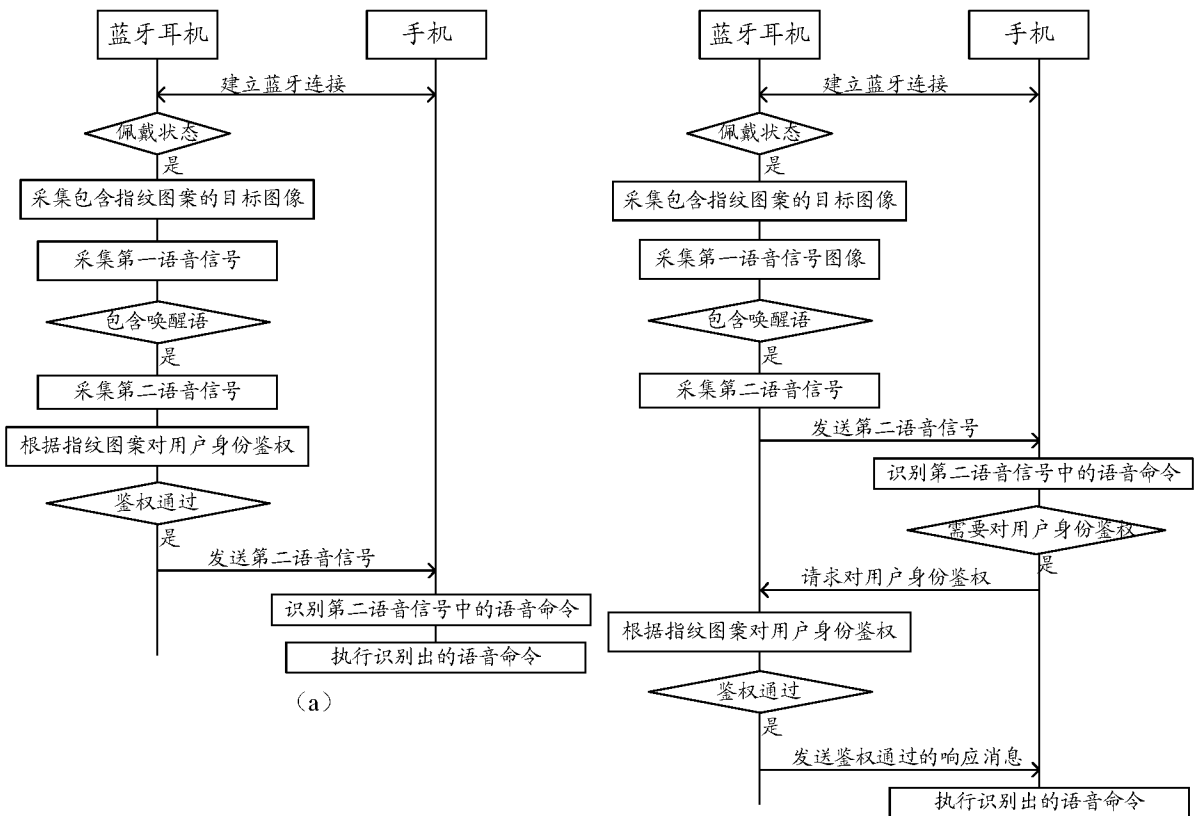 蓝牙耳机
手机
建立蓝牙连接
佩戴状态
是
采集包含指纹图案的目标图像
采集第一语音信号
包含唤醒语
是
采集第二语音信号
根据指纹图案对用户身份鉴权
鉴权通过
是
发送第二语音信号
识别第二语音信号中的语音命令
执行识别出的语音命令
（a）
蓝牙耳机
手机
建立蓝牙连接
佩戴状态
是
采集包含指纹图案的目标图像
采集第一语音信号图像
包含唤醒语
是
采集第二语音信号
发送第二语音信号
识别第二语音信号中的语音命令
需要对用户身份鉴权
是
请求对用户身份鉴权
根据指纹图案对用户身份鉴权
鉴权通过
是
发送鉴权通过的响应消息
执行识别出的语音命令